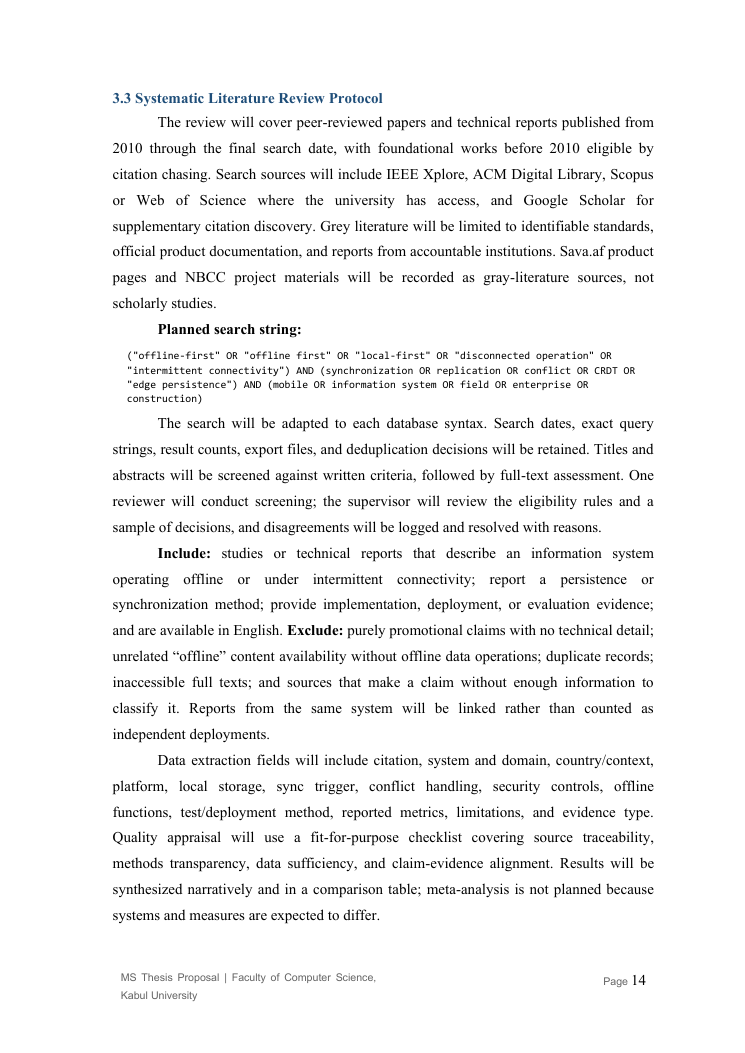 3.3 Systematic Literature Review Protocol
The review will cover peer-reviewed papers and technical reports published from
2010 through the final search date, with foundational works before 2010 eligible by
citation chasing. Search sources will include IEEE Xplore, ACM Digital Library, Scopus
or Web of Science where the university has access, and Google Scholar for
supplementary citation discovery. Grey literature will be limited to identifiable standards,
official product documentation, and reports from accountable institutions. Sava.af product
pages and NBCC project materials will be recorded as gray-literature sources, not
scholarly studies.
Planned search string:
("offline-first" OR "offline first" OR "local-first" OR "disconnected operation" OR
"intermittent connectivity") AND (synchronization OR replication OR conflict OR CRDT OR
"edge persistence") AND (mobile OR information system OR field OR enterprise OR
construction)
The search will be adapted to each database syntax. Search dates, exact query
strings, result counts, export files, and deduplication decisions will be retained. Titles and
abstracts will be screened against written criteria, followed by full-text assessment. One
reviewer will conduct screening; the supervisor will review the eligibility rules and a
sample of decisions, and disagreements will be logged and resolved with reasons.
Include: studies or technical reports that describe an information system
operating offline or under intermittent connectivity; report a persistence or
synchronization method; provide implementation, deployment, or evaluation evidence;
and are available in English. Exclude: purely promotional claims with no technical detail;
unrelated “offline” content availability without offline data operations; duplicate records;
inaccessible full texts; and sources that make a claim without enough information to
classify it. Reports from the same system will be linked rather than counted as
independent deployments.
Data extraction fields will include citation, system and domain, country/context,
platform, local storage, sync trigger, conflict handling, security controls, offline
functions, test/deployment method, reported metrics, limitations, and evidence type.
Quality appraisal will use a fit-for-purpose checklist covering source traceability,
methods transparency, data sufficiency, and claim-evidence alignment. Results will be
synthesized narratively and in a comparison table; meta-analysis is not planned because
systems and measures are expected to differ.
MS Thesis Proposal | Faculty of Computer Science,
Kabul University
Page 14